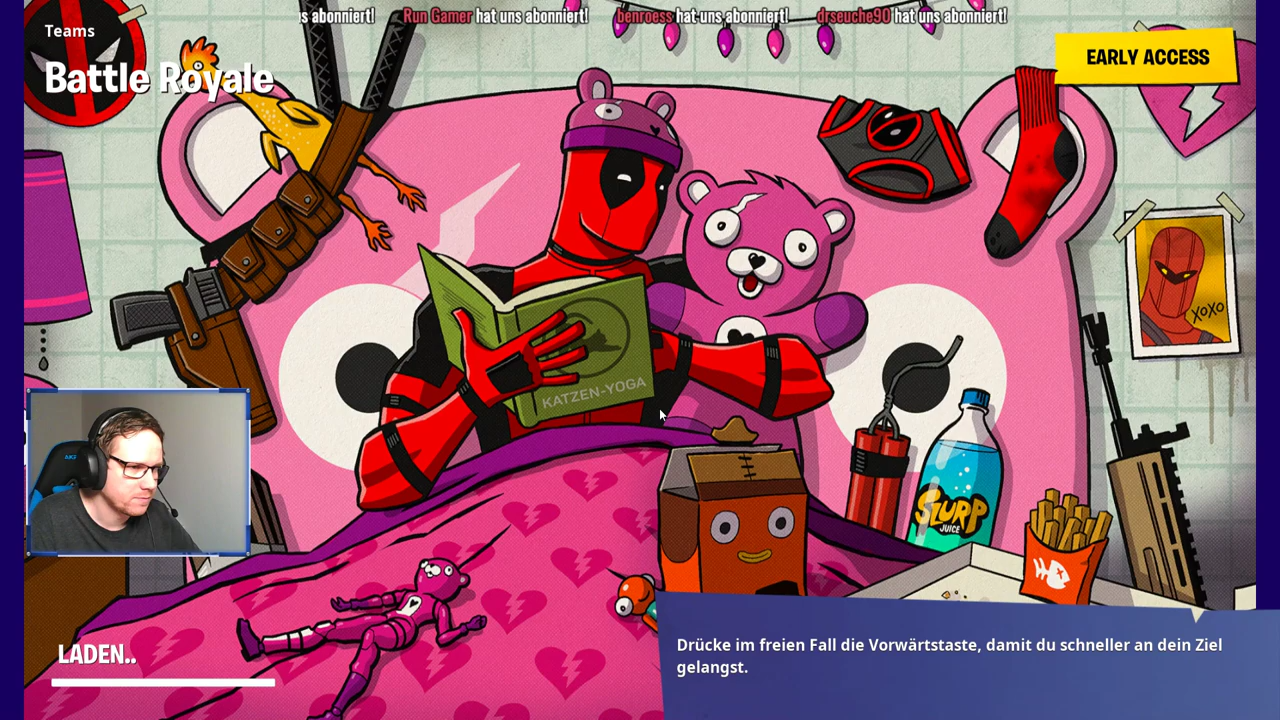 s abonniert! Run Gamer hat uns abonniert! benroess hat uns abonniert! drseuche90 hat uns abonniert!
Teams
Battle Royale
EARLY ACCESS
XOXO
KATZEN-YOGA
SLURP
JUICE
LADEN..
Drücke im freien Fall die Vorwärtstaste, damit du schneller an dein Ziel
gelangst.